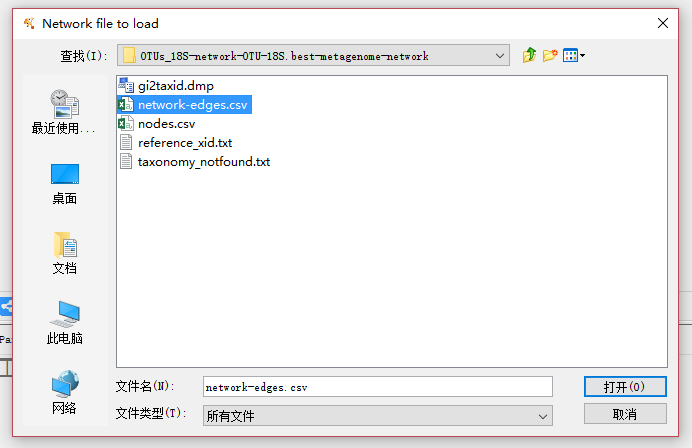 Network file to load
查找(I):
OTUs_18S-network-OTU-18S.best-metagenome-network
最近使用...
桌面
文档
此电脑
网络
gi2taxid.dmp
network-edges.csv
nodes.csv
reference_xid.txt
taxonomy_notfound.txt
Pa
文件名(N):
network-edges.csv
打开(O)
文件类型(T):
所有文件
取消